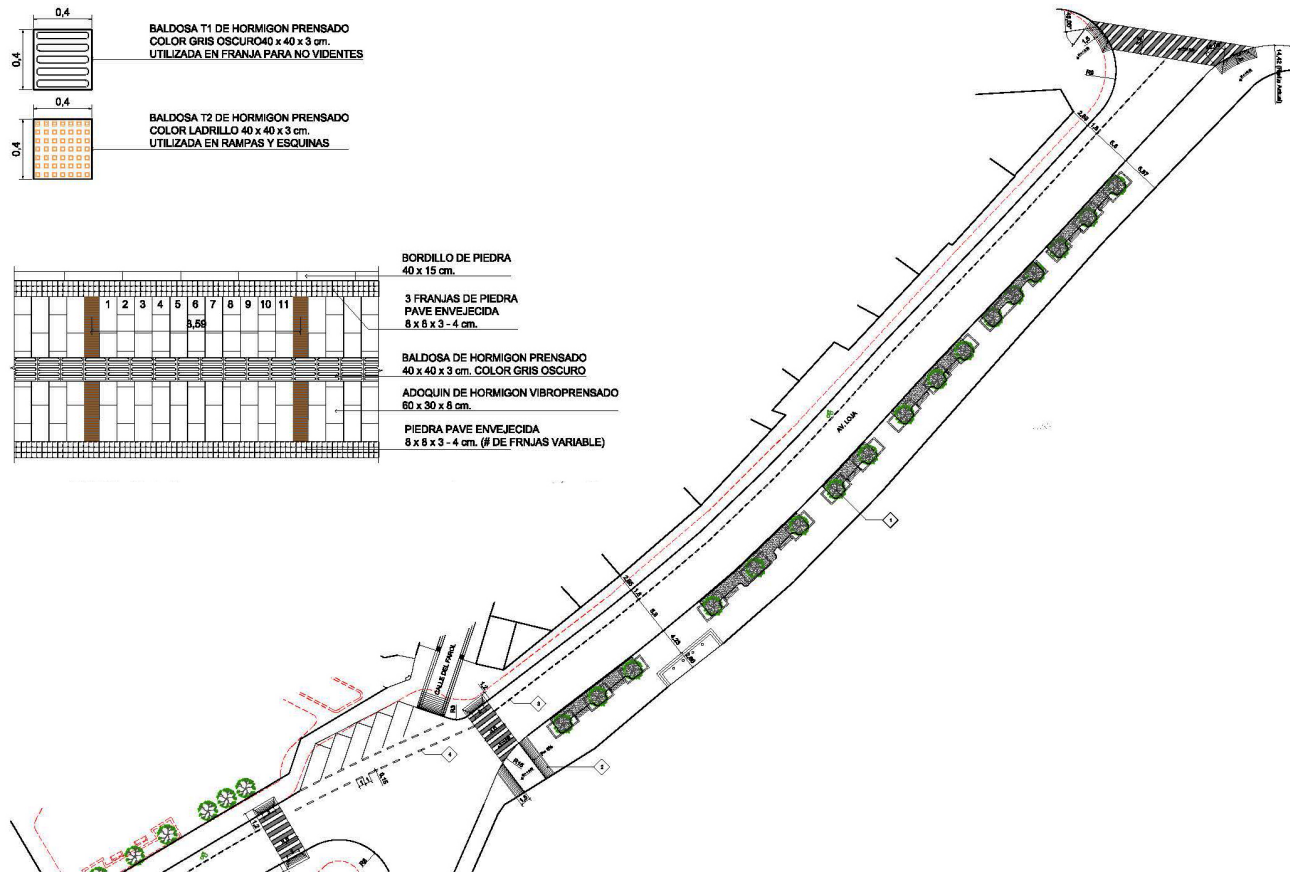 0,4
0,4
BALDOSA T1 DE HORMIGON PRENSADO
COLOR GRIS OSCURO40 x 40 x 3 cm.
UTILIZADA EN FRANJA PARA NO VIDENTES
0,4
0,4
BALDOSA T2 DE HORMIGON PRENSADO
COLOR LADRILLO 40 x 40 x 3 cm.
UTILIZADA EN RAMPAS Y ESQUINAS
BORDILLO DE PIEDRA
40 x 15 cm.
1 2 3 4 5 6 7 8 9 10 11
3,59
3 FRANJAS DE PIEDRA
PAVE ENVEJECIDA
8 x 8 x 3 - 4 cm.
BALDOSA DE HORMIGON PRENSADO
40 x 40 x 3 cm. COLOR GRIS OSCURO
ADOQUIN DE HORMIGON VIBROPRENSADO
60 x 30 x 8 cm.
PIEDRA PAVE ENVEJECIDA
8 x 8 x 3 - 4 cm. (# DE FRNJAS VARIABLE)
AV. LOJA
1
CALLE DEL FAROL
R3
1,2
3
4
2
1,2